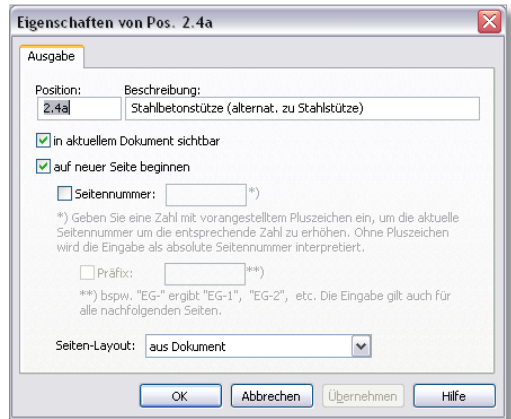 Eigenschaften von Pos. 2.4a
Ausgabe
Position: Beschreibung:
2.4a Stahlbetonstütze (alternat. zu Stahlstütze)
in aktuellem Dokument sichtbar
auf neuer Seite beginnen
Seitennummer: *)
*) Geben Sie eine Zahl mit vorangestelltem Pluszeichen ein, um die aktuelle
Seitennummer um die entsprechende Zahl zu erhöhen. Ohne Pluszeichen
wird die Eingabe als absolute Seitennummer interpretiert.
Präfix: **)
**) bspw. "EG-" ergibt "EG-1", "EG-2", etc. Die Eingabe gilt auch für
alle nachfolgenden Seiten.
Seiten-Layout: aus Dokument
OK Abbrechen Übernehmen Hilfe